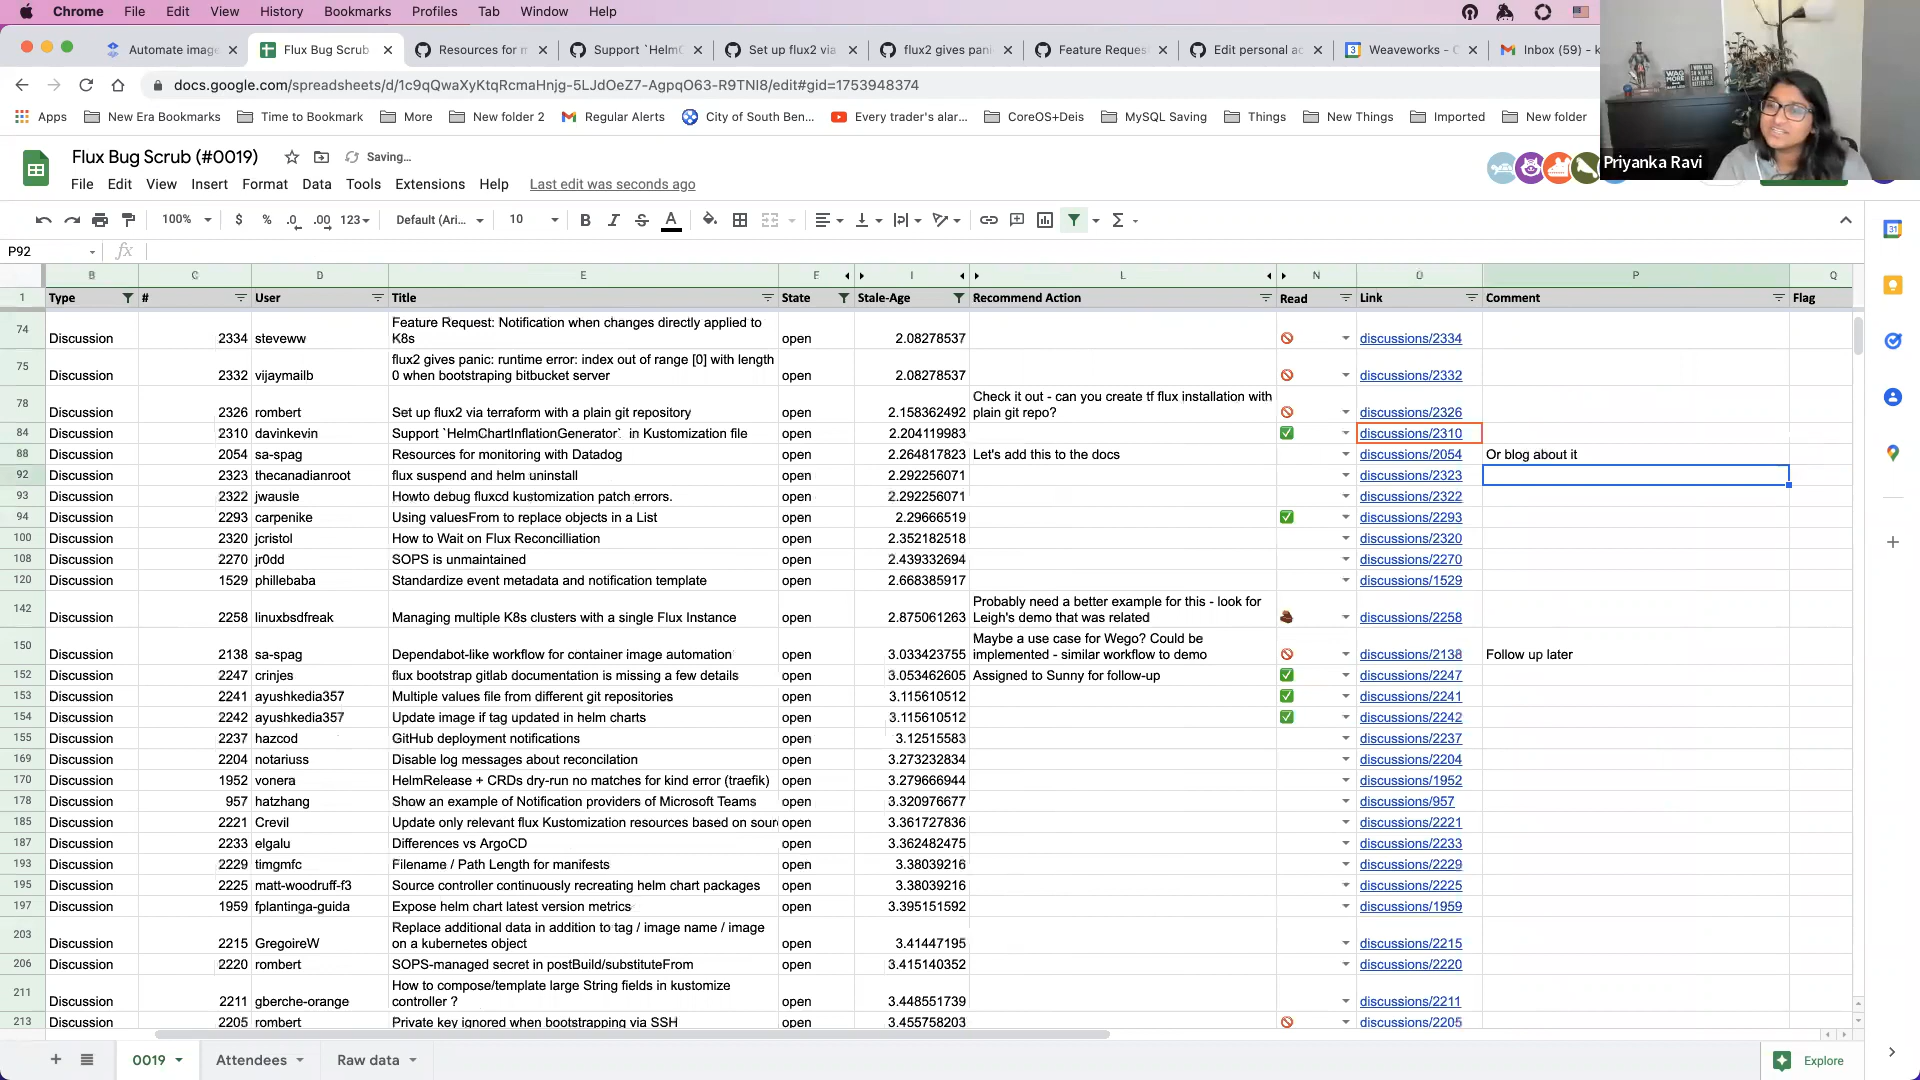 Chrome File Edit View History Bookmarks Profiles Tab Window Help
Automate image Flux Bug Scrub Resources for m Support `HelmC Set up flux2 via flux2 gives pani Feature Reques Edit personal ac Weaveworks - C Inbox (59) - k
docs.google.com/spreadsheets/d/1c9qQwaXyKtqRcmaHnjg-5LJdOeZ7-AgpqO63-R9TNI8/edit#gid=1753948374
Apps New Era Bookmarks Time to Bookmark More New folder 2 Regular Alerts City of South Ben... Every trader's alar... CoreOS+Deis MySQL Saving Things New Things Imported New folder
Priyanka Ravi
Flux Bug Scrub (#0019) Saving...
File Edit View Insert Format Data Tools Extensions Help Last edit was seconds ago
100% $ % .0 .00 123 Default (Ari... 10 B I S A
P92 fx
B C D E F I L N O P Q
1 Type # User Title State Stale-Age Recommend Action Read Link Comment Flag
74 Discussion 2334 steveww Feature Request: Notification when changes directly applied to K8s open 2.08278537 discussions/2334
75 Discussion 2332 vijaymailb flux2 gives panic: runtime error: index out of range [0] with length 0 when bootstraping bitbucket server open 2.08278537 discussions/2332
78 Discussion 2326 rombert Set up flux2 via terraform with a plain git repository open 2.158362492 Check it out - can you create tf flux installation with plain git repo? discussions/2326
84 Discussion 2310 davinkevin Support `HelmChartInflationGenerator` in Kustomization file open 2.204119983 discussions/2310
88 Discussion 2054 sa-spag Resources for monitoring with Datadog open 2.264817823 Let's add this to the docs discussions/2054 Or blog about it
92 Discussion 2323 thecanadianroot flux suspend and helm uninstall open 2.292256071 discussions/2323
93 Discussion 2322 jwausle Howto debug fluxcd kustomization patch errors. open 2.292256071 discussions/2322
94 Discussion 2293 carpenike Using valuesFrom to replace objects in a List open 2.29666519 discussions/2293
100 Discussion 2320 jcristol How to Wait on Flux Reconcilliation open 2.352182518 discussions/2320
108 Discussion 2270 jr0dd SOPS is unmaintained open 2.439332694 discussions/2270
120 Discussion 1529 phillebaba Standardize event metadata and notification template open 2.668385917 discussions/1529
142 Discussion 2258 linuxbsdfreak Managing multiple K8s clusters with a single Flux Instance open 2.875061263 Probably need a better example for this - look for Leigh's demo that was related discussions/2258
150 Discussion 2138 sa-spag Dependabot-like workflow for container image automation open 3.033423755 Maybe a use case for Wego? Could be implemented - similar workflow to demo discussions/2138 Follow up later
152 Discussion 2247 crinjes flux bootstrap gitlab documentation is missing a few details open 3.053462605 Assigned to Sunny for follow-up discussions/2247
153 Discussion 2241 ayushkedia357 Multiple values file from different git repositories open 3.115610512 discussions/2241
154 Discussion 2242 ayushkedia357 Update image if tag updated in helm charts open 3.115610512 discussions/2242
155 Discussion 2237 hazcod GitHub deployment notifications open 3.12515583 discussions/2237
169 Discussion 2204 notariuss Disable log messages about reconcilation open 3.273232834 discussions/2204
170 Discussion 1952 vonera HelmRelease + CRDs dry-run no matches for kind error (traefik) open 3.279666944 discussions/1952
178 Discussion 957 hatzhang Show an example of Notification providers of Microsoft Teams open 3.320976677 discussions/957
185 Discussion 2221 Crevil Update only relevant flux Kustomization resources based on sour open 3.361727836 discussions/2221
187 Discussion 2233 elgalu Differences vs ArgoCD open 3.362482475 discussions/2233
193 Discussion 2229 timgmfc Filename / Path Length for manifests open 3.38039216 discussions/2229
195 Discussion 2225 matt-woodruff-f3 Source controller continuously recreating helm chart packages open 3.38039216 discussions/2225
197 Discussion 1959 fplantinga-guida Expose helm chart latest version metrics open 3.395151592 discussions/1959
203 Discussion 2215 GregoireW Replace additional data in addition to tag / image name / image on a kubernetes object open 3.41447195 discussions/2215
206 Discussion 2220 rombert SOPS-managed secret in postBuild/substituteFrom open 3.415140352 discussions/2220
211 Discussion 2211 gberche-orange How to compose/template large String fields in kustomize controller ? open 3.448551739 discussions/2211
213 Discussion 2205 rombert Private key ignored when bootstrapping via SSH open 3.455758203 discussions/2205
0019 Attendees Raw data Explore